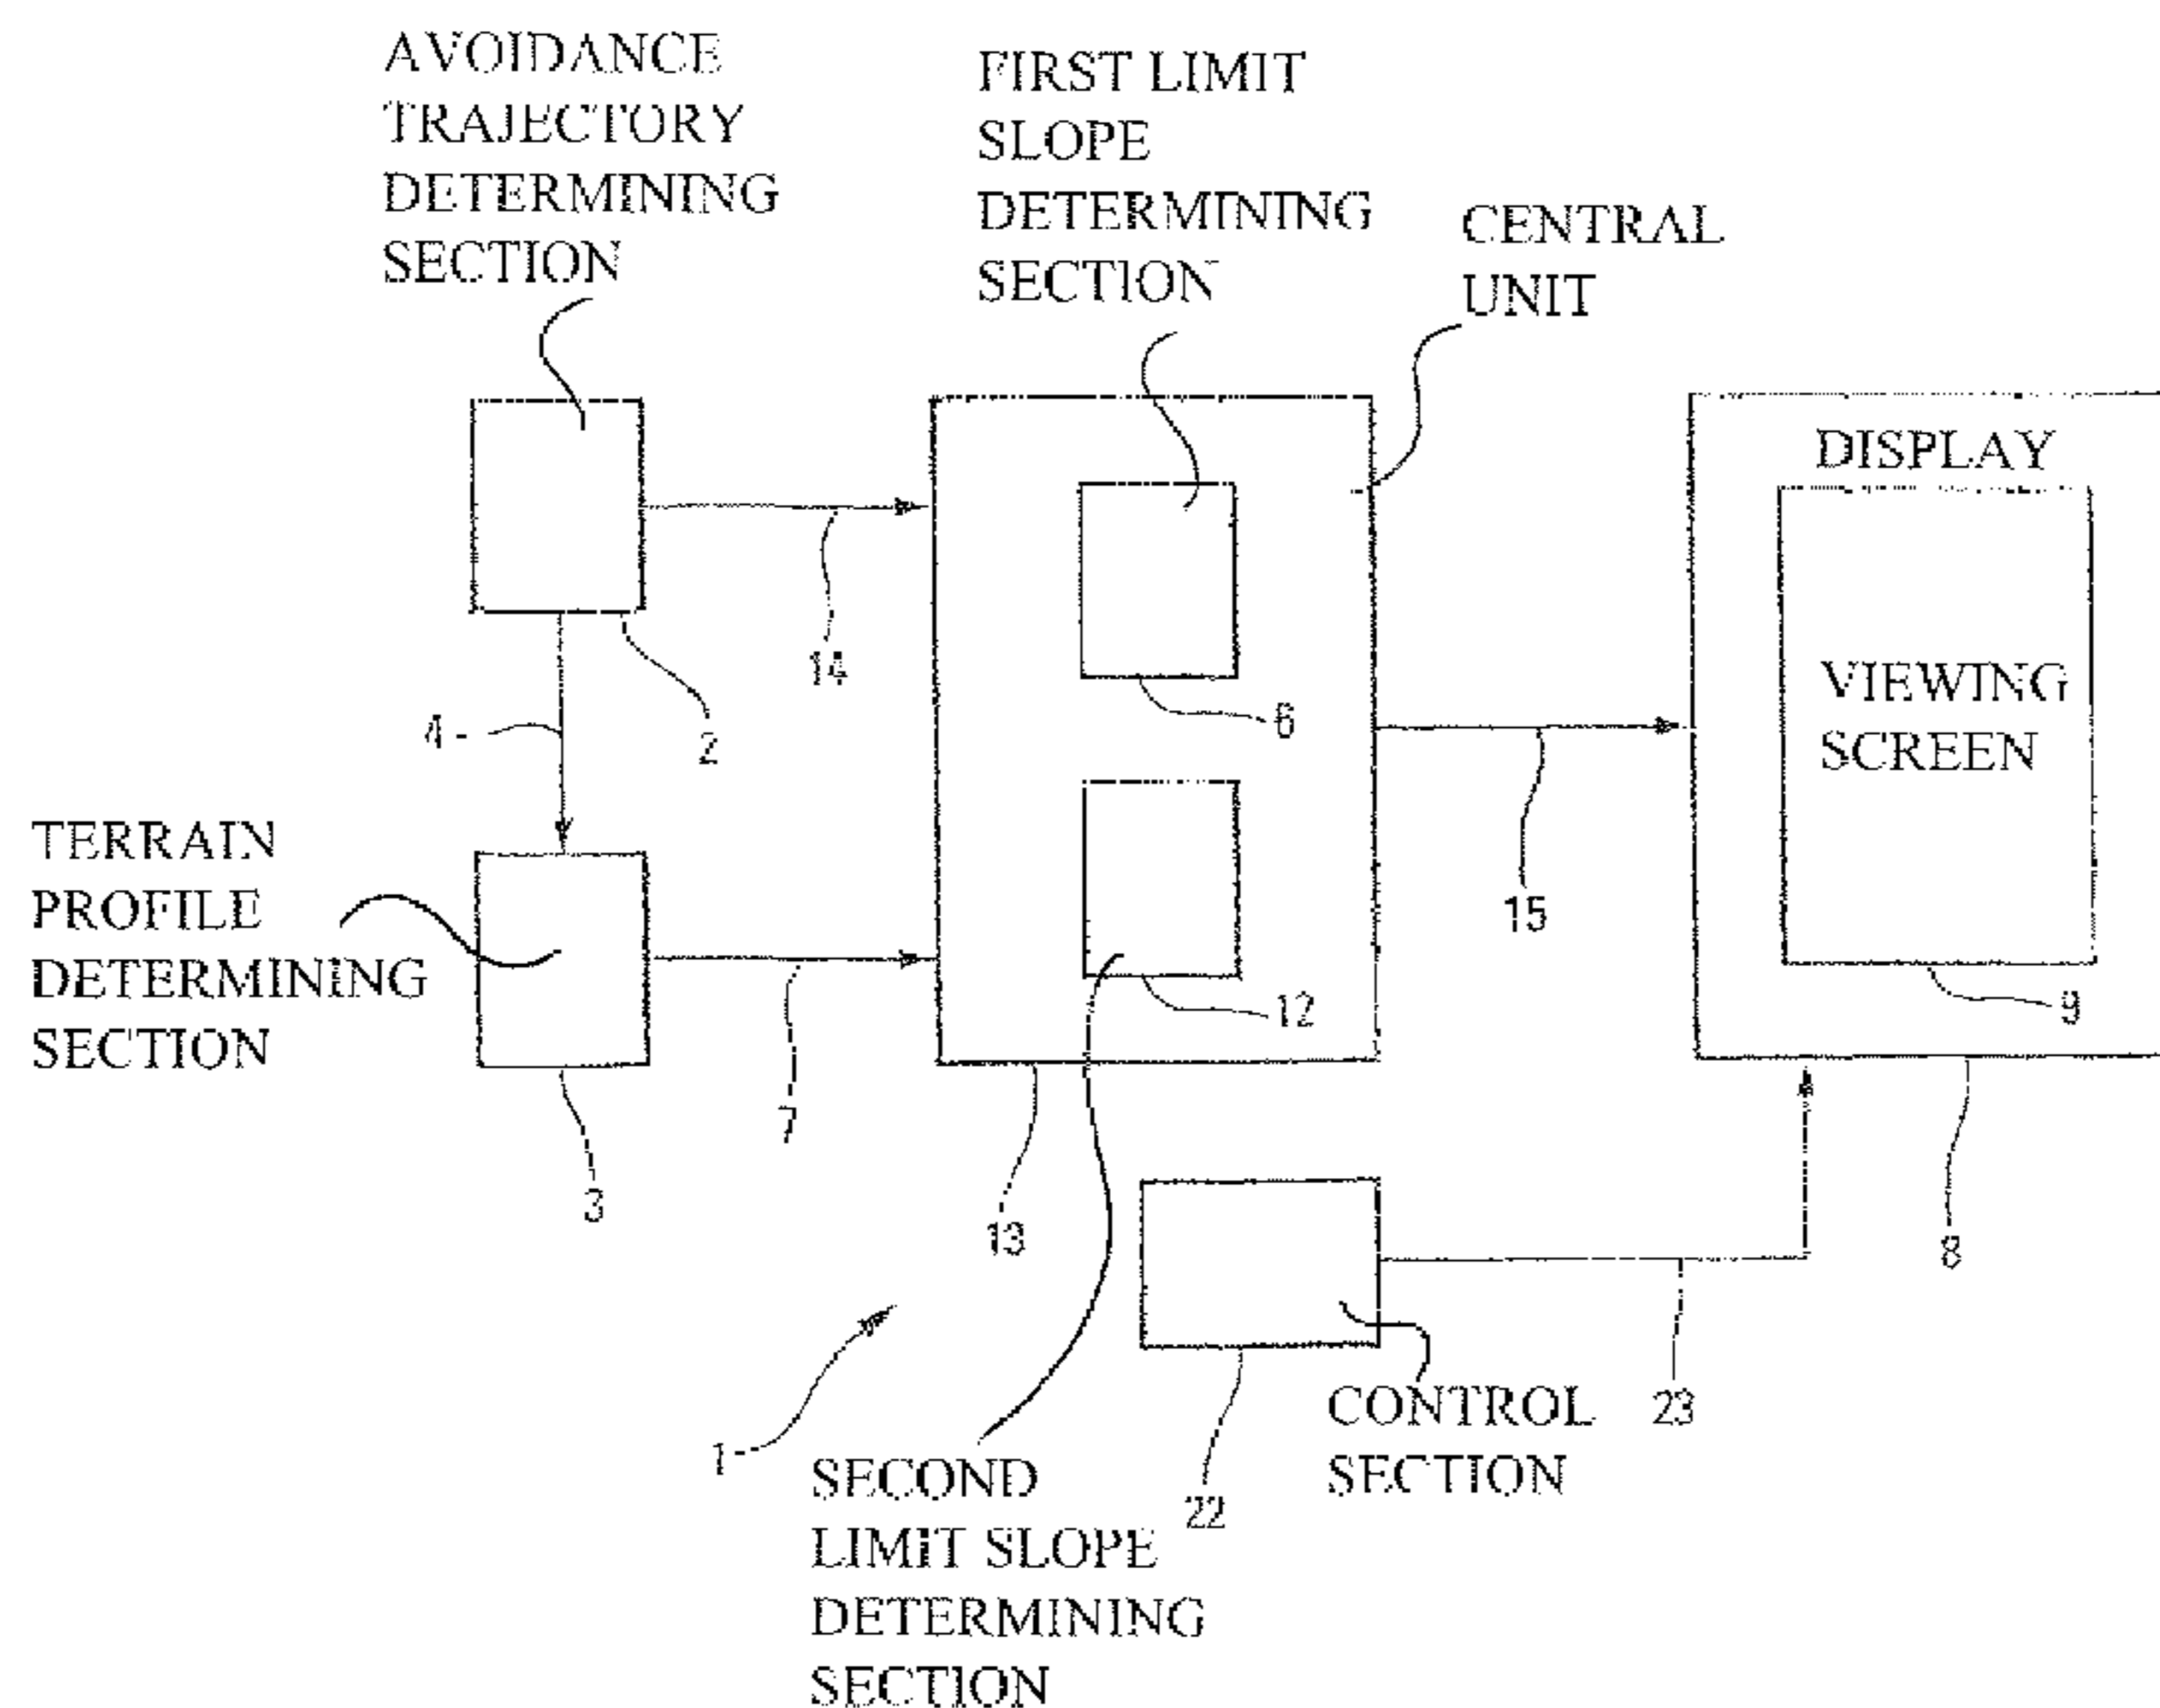 AVOIDANCE
TRAJECTORY
DETERMINING
SECTION
FIRST LIMIT
SLOPE
DETERMINING
SECTION
CENTRAL
UNIT
DISPLAY
VIEWING
SCREEN
14
6
4
2
15
TERRAIN
PROFILE
DETERMINING
SECTION
12
9
7
3
13
8
1
CONTROL
SECTION
23
22
SECOND
LIMIT SLOPE
DETERMINING
SECTION